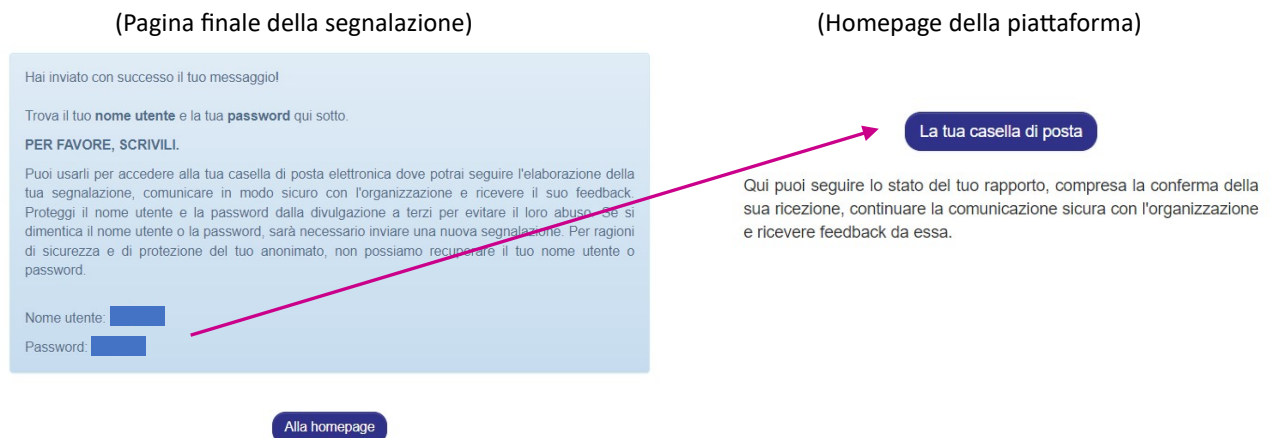 (Pagina finale della segnalazione)
Hai inviato con successo il tuo messaggio!
Trova il tuo nome utente e la tua password qui sotto.
PER FAVORE, SCRIVILI.
Puoi usarli per accedere alla tua casella di posta elettronica dove potrai seguire l'elaborazione della
tua segnalazione, comunicare in modo sicuro con l'organizzazione e ricevere il suo feedback.
Proteggi il nome utente e la password dalla divulgazione a terzi per evitare il loro abuso. Se si
dimentica il nome utente o la password, sarà necessario inviare una nuova segnalazione. Per ragioni
di sicurezza e di protezione del tuo anonimato, non possiamo recuperare il tuo nome utente o
password.
Nome utente:
Password:
Alla homepage
(Homepage della piattaforma)
La tua casella di posta
Qui puoi seguire lo stato del tuo rapporto, compresa la conferma della
sua ricezione, continuare la comunicazione sicura con l'organizzazione
e ricevere feedback da essa.